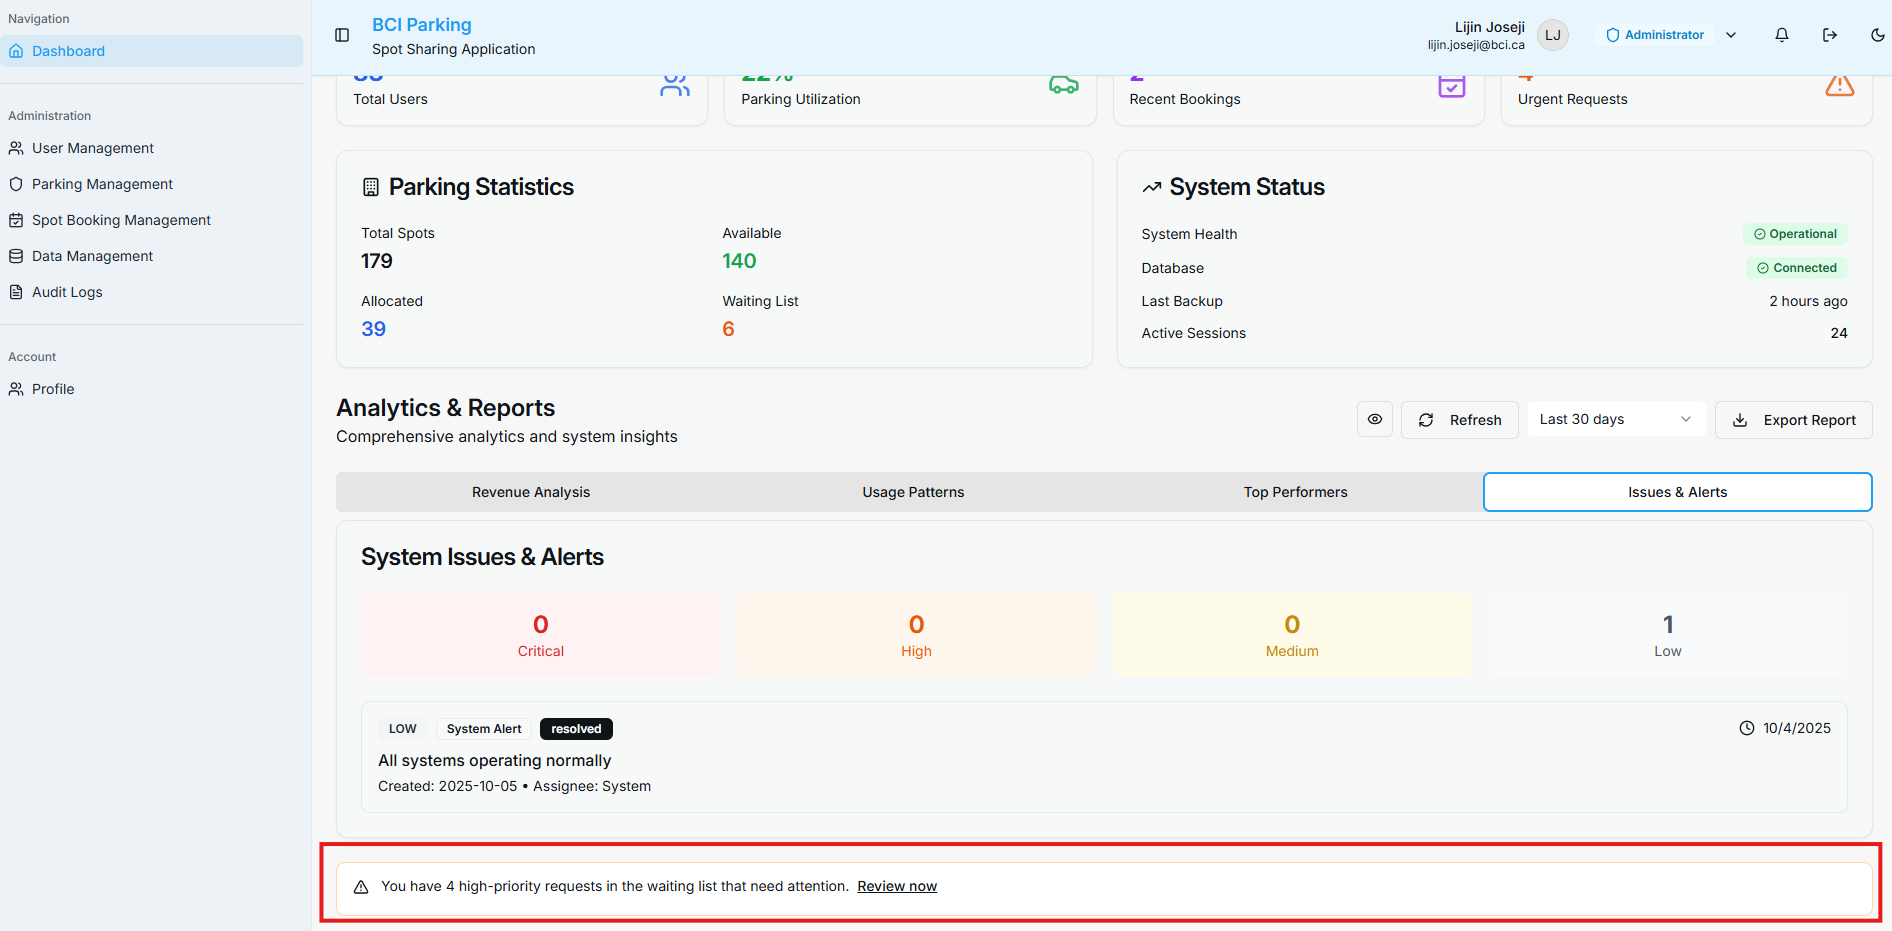 Navigation
Dashboard
Administration
User Management
Parking Management
Spot Booking Management
Data Management
Audit Logs
Account
Profile
BCI Parking
Spot Sharing Application
Lijin Joseji
lijin.joseji@bci.ca
LJ
Administrator
Total Users
22%
Parking Utilization
2
Recent Bookings
4
Urgent Requests
Parking Statistics
Total Spots
179
Available
140
Allocated
39
Waiting List
6
System Status
System Health
Operational
Database
Connected
Last Backup
2 hours ago
Active Sessions
24
Analytics & Reports
Comprehensive analytics and system insights
Refresh
Last 30 days
Export Report
Revenue Analysis
Usage Patterns
Top Performers
Issues & Alerts
System Issues & Alerts
0
Critical
0
High
0
Medium
1
Low
LOW System Alert resolved
10/4/2025
All systems operating normally
Created: 2025-10-05 • Assignee: System
You have 4 high-priority requests in the waiting list that need attention. Review now